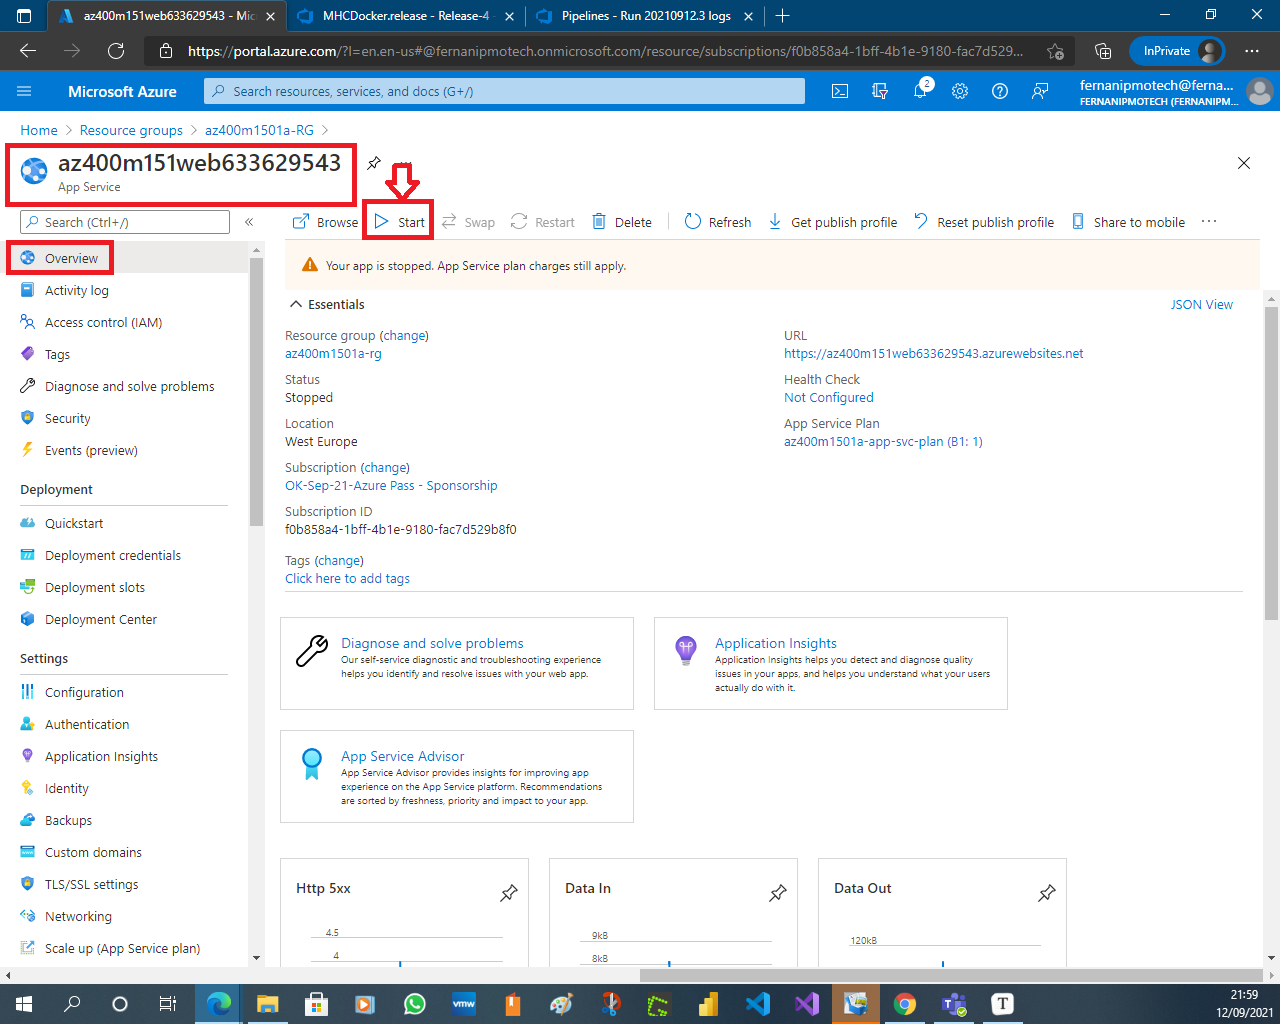 az400m151web633629543 - Mic
MHCDocker.release - Release-4 -
Pipelines - Run 20210912.3 logs
https://portal.azure.com/?l=en.en-us#@fernanipmotech.onmicrosoft.com/resource/subscriptions/f0b858a4-1bff-4b1e-9180-fac7d529...
InPrivate
Microsoft Azure
Search resources, services, and docs (G+/)
2
fernanipmotech@ferna...
FERNANIPMOTECH (FERNANIPM...
Home > Resource groups > az400m1501a-RG >
az400m151web633629543
App Service
Search (Ctrl+/)
Browse
Start
Swap
Restart
Delete
Refresh
Get publish profile
Reset publish profile
Share to mobile
Your app is stopped. App Service plan charges still apply.
Overview
Activity log
Access control (IAM)
Tags
Diagnose and solve problems
Security
Events (preview)
Deployment
Quickstart
Deployment credentials
Deployment slots
Deployment Center
Settings
Configuration
Authentication
Application Insights
Identity
Backups
Custom domains
TLS/SSL settings
Networking
Scale up (App Service plan)
Essentials
JSON View
Resource group (change)
az400m1501a-rg
Status
Stopped
Location
West Europe
Subscription (change)
OK-Sep-21-Azure Pass - Sponsorship
Subscription ID
f0b858a4-1bff-4b1e-9180-fac7d529b8f0
Tags (change)
Click here to add tags
URL
https://az400m151web633629543.azurewebsites.net
Health Check
Not Configured
App Service Plan
az400m1501a-app-svc-plan (B1: 1)
Diagnose and solve problems
Our self-service diagnostic and troubleshooting experience
helps you identify and resolve issues with your web app.
Application Insights
Application Insights helps you detect and diagnose quality
issues in your apps, and helps you understand what your users
actually do with it.
App Service Advisor
App Service Advisor provides insights for improving app
experience on the App Service platform. Recommendations
are sorted by freshness, priority and impact to your app.
Http 5xx
4.5
4
Data In
9kB
8kB
Data Out
120kB
vmw
T
21:59
12/09/2021